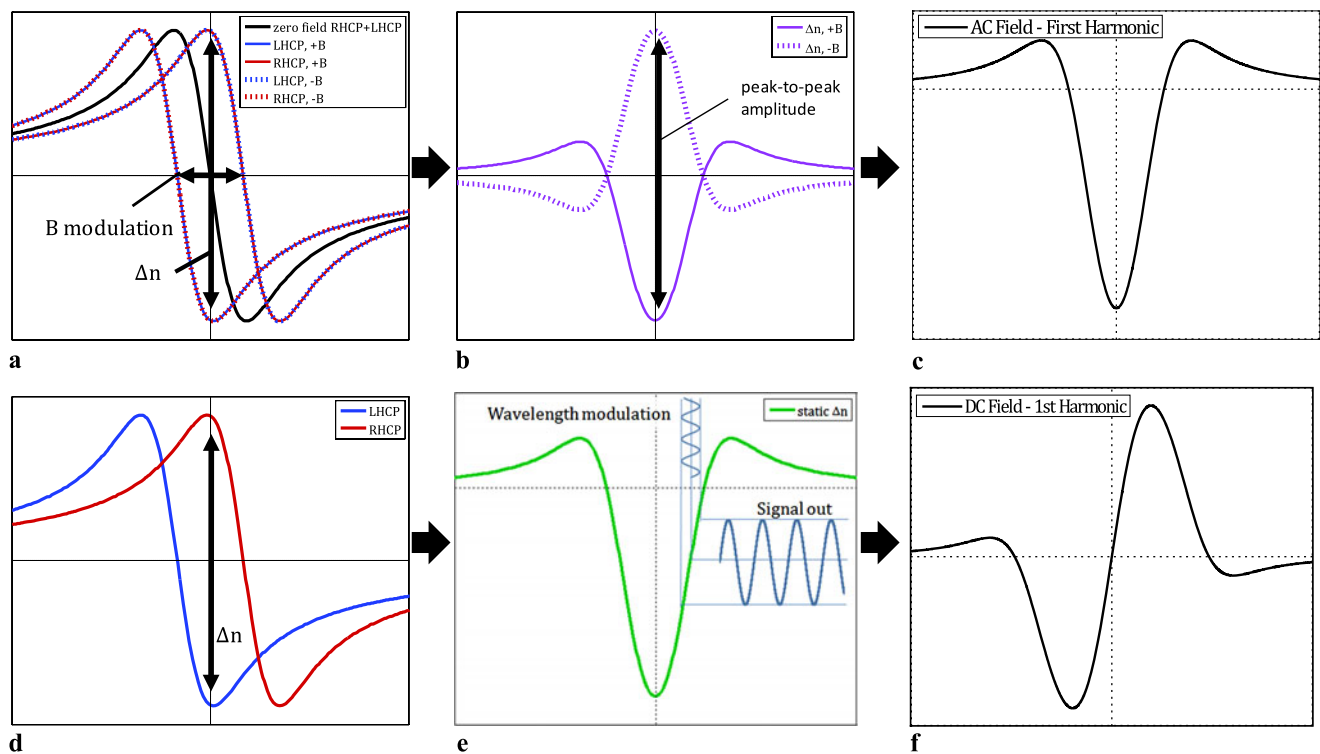 zero field RHCP+LHCP
LHCP, +B
RHCP, +B
LHCP, -B
RHCP, -B
B modulation
Δn
a
Δn, +B
Δn, -B
peak-to-peak
amplitude
b
AC Field - First Harmonic
c
LHCP
RHCP
Δn
d
Wavelength modulation
static Δn
Signal out
e
DC Field - 1st Harmonic
f